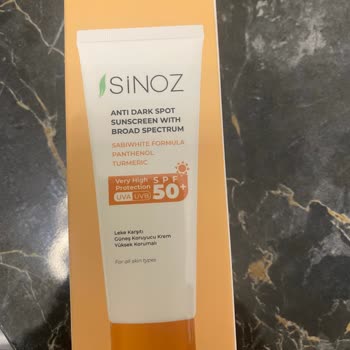 SiNOZ
ANTI DARK SPOT
SUNSCREEN WITH
BROAD SPECTRUM
SABIWHITE FORMULA
PANTHENOL
TURMERIC
Very High
Protection
UVA UVB
SPF
50+
Leke Karşıtı
Güneş Koruyucu Krem
Yüksek Korumalı
For all skin types